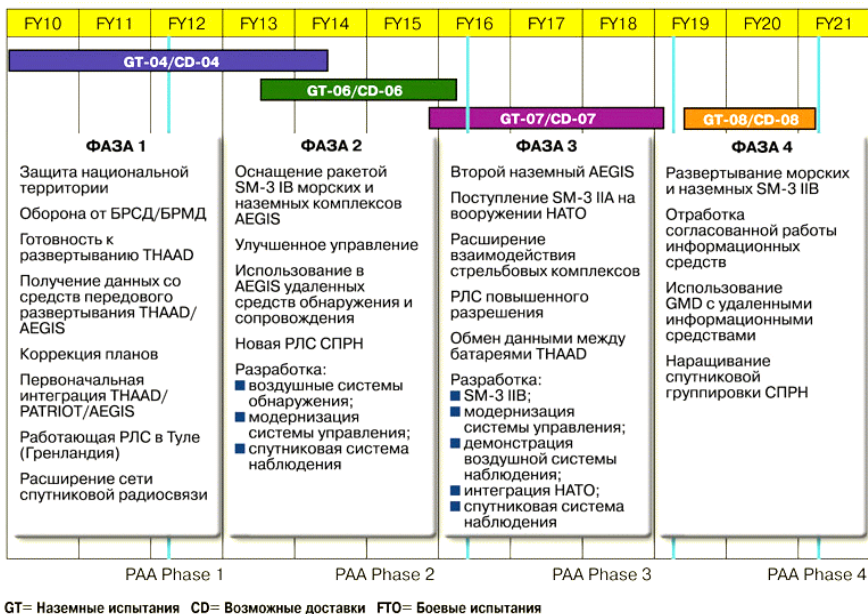 FY10 FY11 FY12 FY13 FY14 FY15 FY16 FY17 FY18 FY19 FY20 FY21
GT-04/CD-04
GT-06/CD-06
GT-07/CD-07
GT-08/CD-08
ФАЗА 1
Защита национальной
территории
Оборона от БРСД/БРМД
Готовность к
развертыванию THAAD
Получение данных со
средств передового
развертывания THAAD/
AEGIS
Коррекция планов
Первоначальная
интеграция THAAD/
PATRIOT/AEGIS
Работающая РЛС в Туле
(Гренландия)
Расширение сети
спутниковой радиосвязи
ФАЗА 2
Оснащение ракетой
SM-3 IB морских и
наземных комплексов
AEGIS
Улучшенное управление
Использование в
AEGIS удаленных
средств обнаружения и
сопровождения
Новая РЛС СПРН
Разработка:
воздушные системы
обнаружения;
модернизация
системы управления;
спутниковая система
наблюдения
ФАЗА 3
Второй наземный AEGIS
Поступление SM-3 IIA на
вооружении НАТО
Расширение
взаимодействия
стрельбовых комплексов
РЛС повышенного
разрешения
Обмен данными между
батареями THAAD
Разработка:
SM-3 IIB;
модернизация
системы управления;
демонстрация
воздушной системы
наблюдения;
интеграция НАТО;
спутниковая система
наблюдения
ФАЗА 4
Развертывание морских
и наземных SM-3 IIB
Отработка
согласованной работы
информационных
средств
Использование
GMD с удаленными
информационными
средствами
Наращивание
спутниковой
группировки СПРН
PAA Phase 1 PAA Phase 2 PAA Phase 3 PAA Phase 4
GT= Наземные испытания CD= Возможные доставки FTO= Боевые испытания